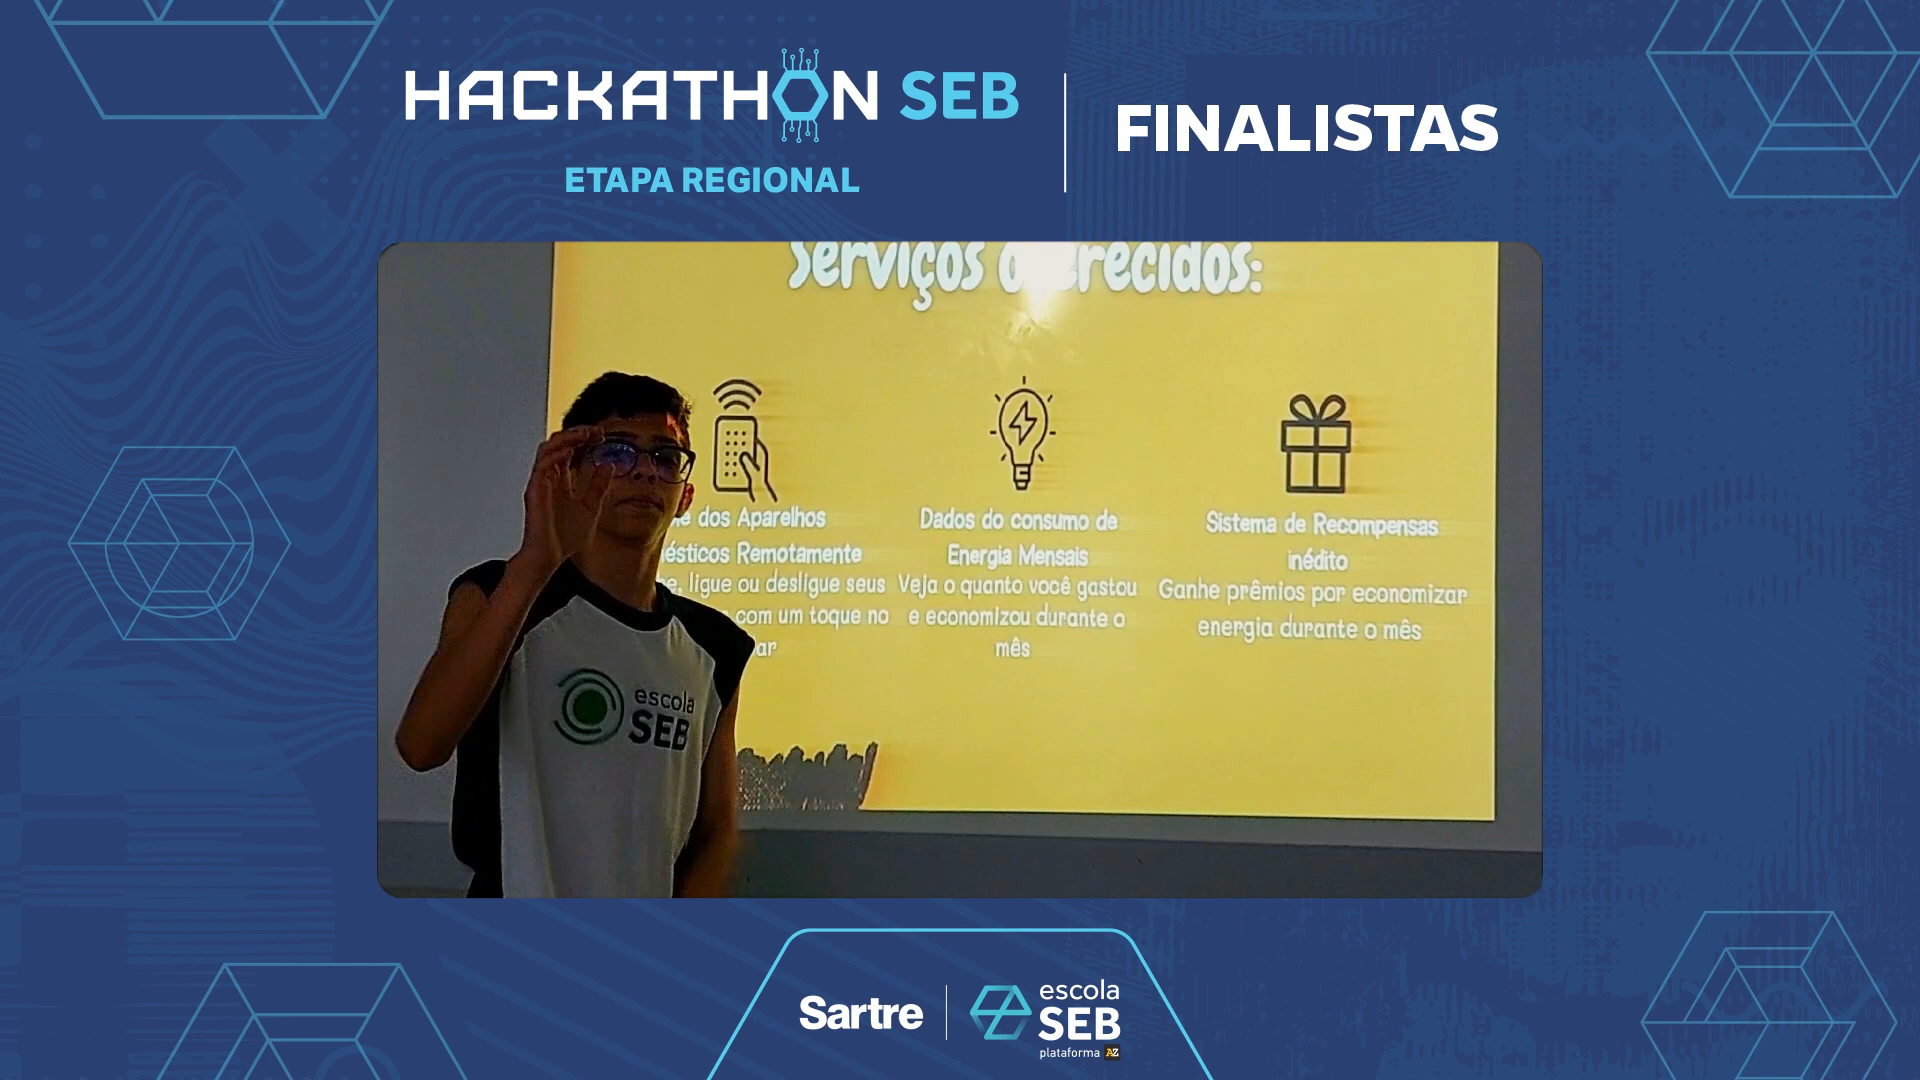 HACKATHON SEB
ETAPA REGIONAL
FINALISTAS
Serviços
dos Aparelhos
Remotamente
ligue ou desligue seus
com um toque no
Dados do consumo de
Energia Mensais
Veja o quanto você gastou
e economizou durante o
mês
Sistema de Recompensas
inédito
Ganhe prêmios por economizar
energia durante o mês
escola
SEB
Sartre
escola
SEB
plataforma AZ